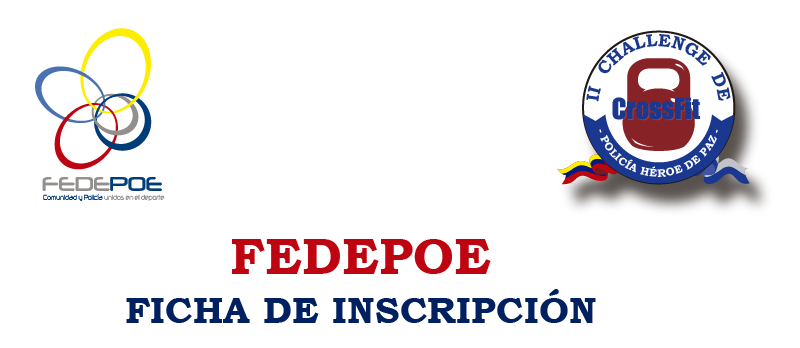 FEDEPOE
Comunidad y Policía unidos en el deporte
II CHALLENGE DE
CrossFit
- POLICÍA HÉROE DE PAZ -
FEDEPOE
FICHA DE INSCRIPCIÓN